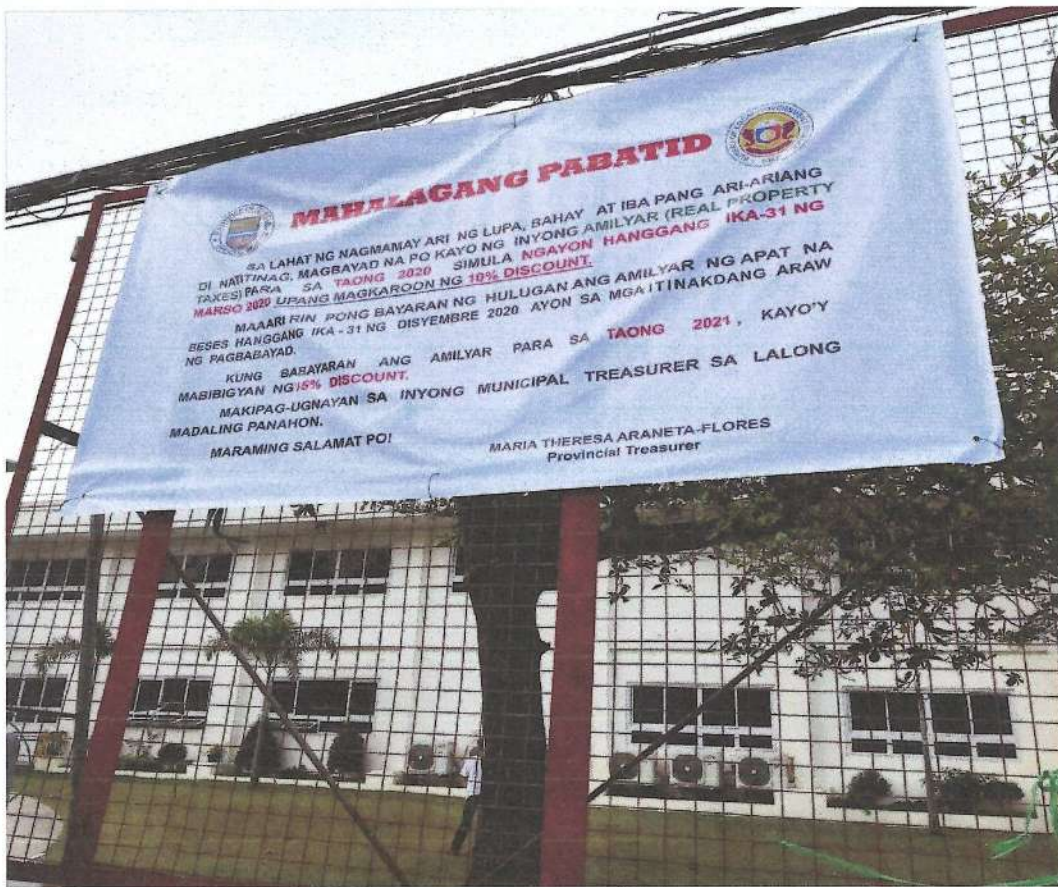 MAHALAGANG PABATID
SA LAHAT NG NAGMAMAY ARI NG LUPA, BAHAY AT IBA PANG ARI-ARIANG
DI NATITINAG, MAGBAYAD NA PO KAYO NG INYONG AMILYAR (REAL PROPERTY
TAXES) PARA SA TAONG 2020 SIMULA NGAYON HANGGANG IKA-31 NG
MARSO 2020 UPANG MAGKAROON NG 10% DISCOUNT.
MAAARI RIN PONG BAYARAN NG HULUGAN ANG AMILYAR NG APAT NA
BESES HANGGANG IKA - 31 NG DISYEMBRE 2020 AYON SA MGA ITINAKDANG ARAW
NG PAGBABAYAD.
KUNG BABAYARAN ANG AMILYAR PARA SA TAONG 2021, KAYO'Y
MABIBIGYAN NG 15% DISCOUNT.
MAKIPAG-UGNAYAN SA INYONG MUNICIPAL TREASURER SA LALONG
MADALING PANAHON.
MARAMING SALAMAT PO!
MARIA THERESA ARANETA-FLORES
Provincial Treasurer